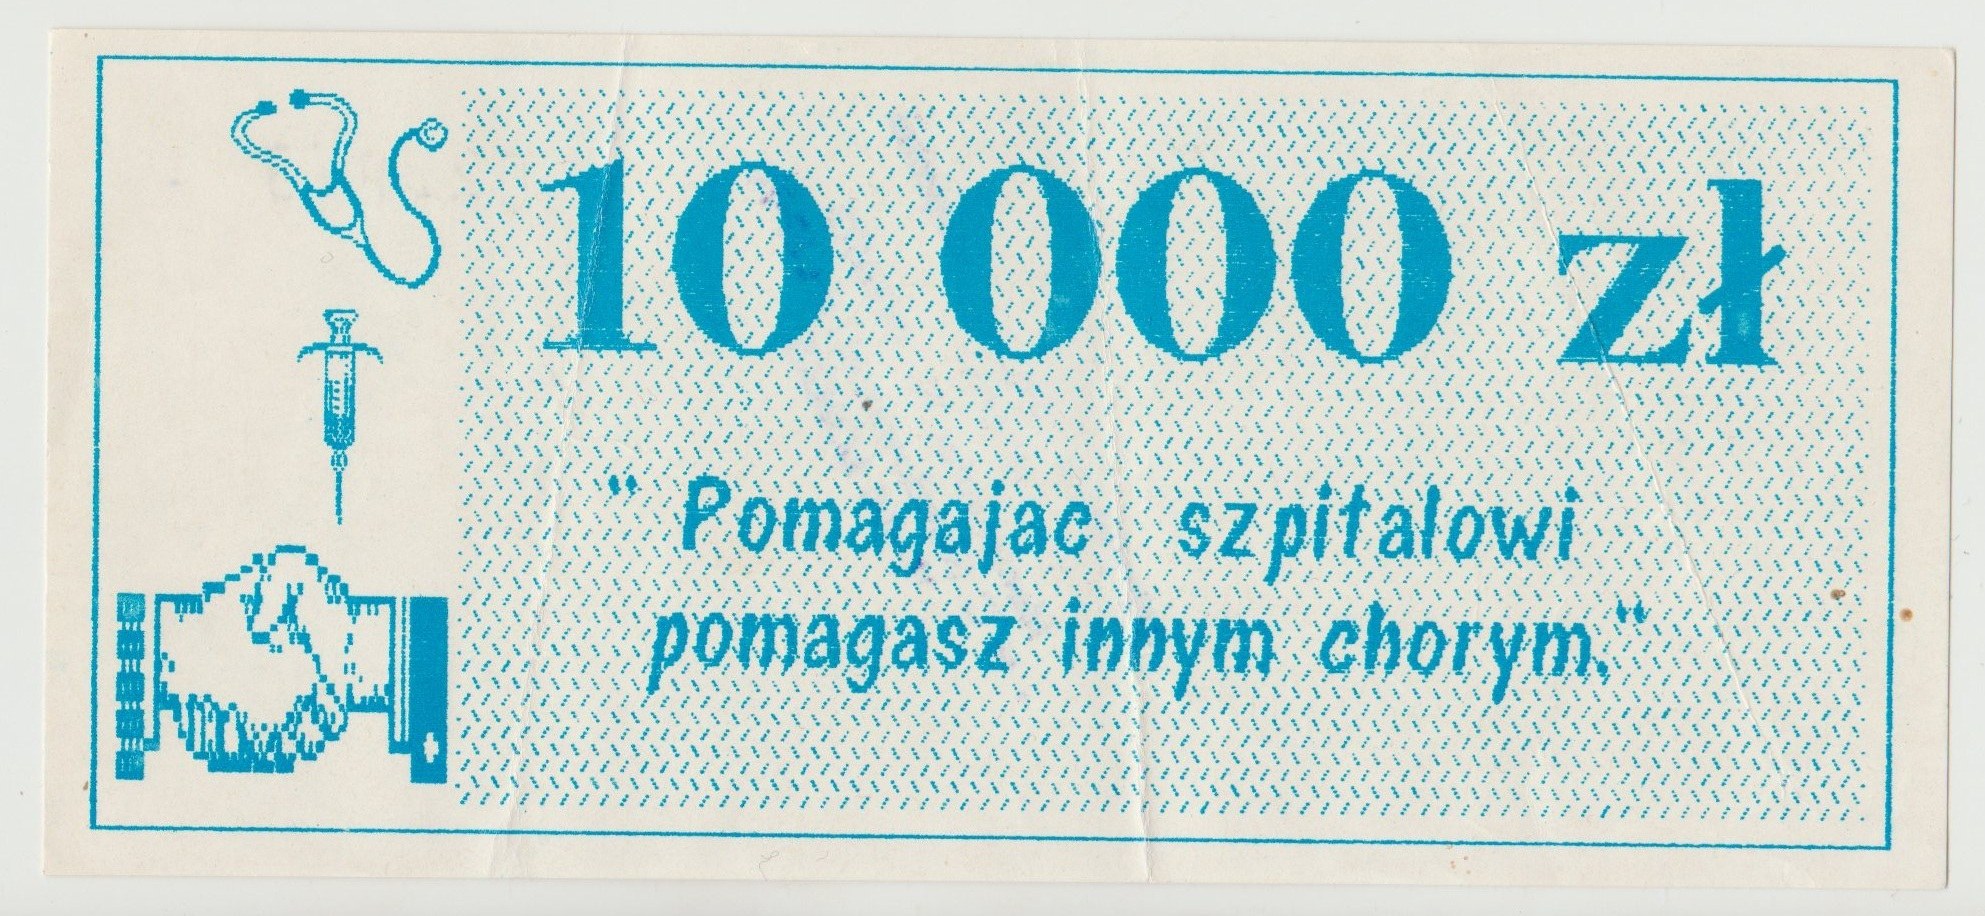 10 000 zł
" Pomagajac szpitalowi
pomagasz innym chorym."